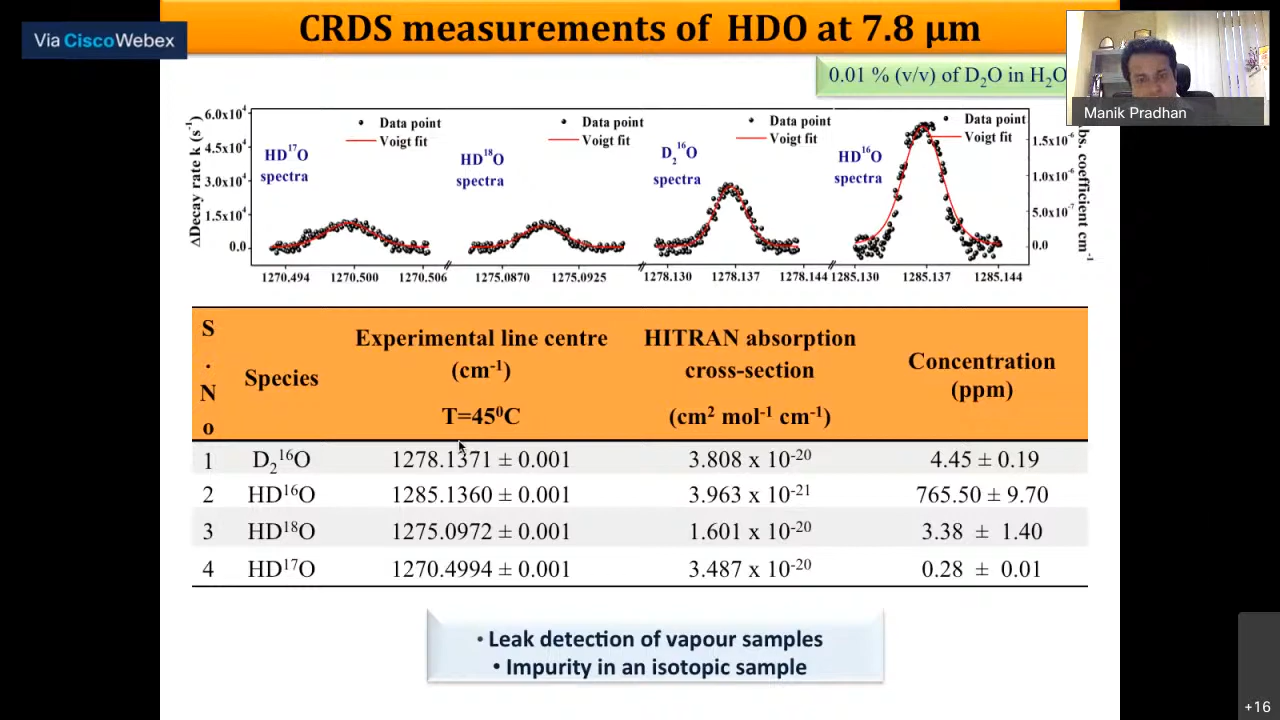 CRDS measurements of HDO at 7.8 µm
Via Cisco Webex
0.01 % (v/v) of D₂O in H₂O
Manik Pradhan
ΔDecay rate k (s⁻¹)
6.0x10⁴
4.5x10⁴
3.0x10⁴
1.5x10⁴
0.0
Data point
Voigt fit
HD¹⁷O
spectra
Data point
Voigt fit
HD¹⁸O
spectra
Data point
Voigt fit
D₂¹⁶O
spectra
Data point
Voigt fit
HD¹⁶O
spectra
1.5x10⁻⁶
1.0x10⁻⁶
5.0x10⁻⁷
0.0
bs. coefficient cm⁻¹
1270.494 1270.500 1270.506 1275.0870 1275.0925 1278.130 1278.137 1278.144 1285.130 1285.137 1285.144
S.No Species Experimental line centre (cm⁻¹) T=45⁰C HITRAN absorption cross-section (cm² mol⁻¹ cm⁻¹) Concentration (ppm)
1 D₂¹⁶O 1278.1371 ± 0.001 3.808 x 10⁻²⁰ 4.45 ± 0.19
2 HD¹⁶O 1285.1360 ± 0.001 3.963 x 10⁻²¹ 765.50 ± 9.70
3 HD¹⁸O 1275.0972 ± 0.001 1.601 x 10⁻²⁰ 3.38 ± 1.40
4 HD¹⁷O 1270.4994 ± 0.001 3.487 x 10⁻²⁰ 0.28 ± 0.01
• Leak detection of vapour samples
• Impurity in an isotopic sample
+16